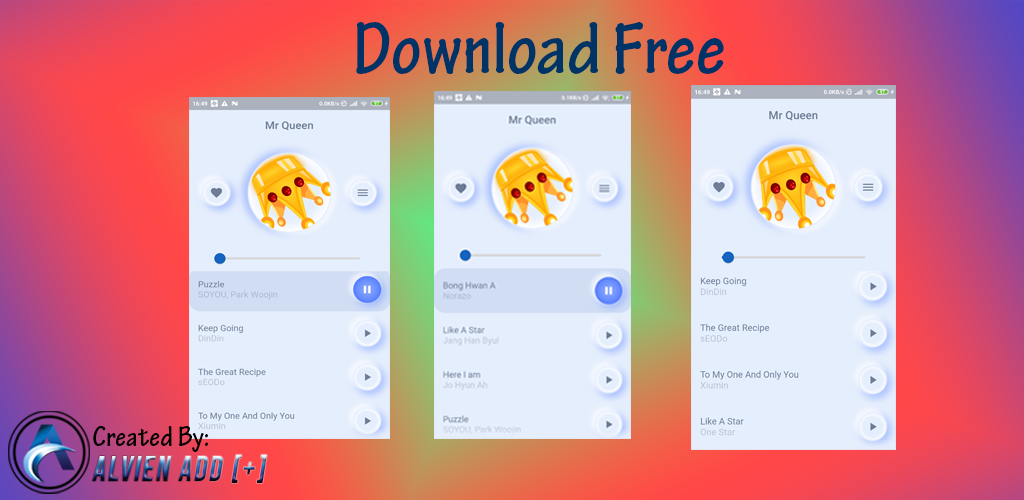 Download Free
16:49
0.0KB/s
Mr Queen
Puzzle
SOYOU, Park Woojin
Keep Going
DinDin
The Great Recipe
sEODo
To My One And Only You
Xiumin
16:49
0.1KB/s
Mr Queen
Bong Hwan A
Norazo
Like A Star
Jang Han Byul
Here I am
Jo Hyun Ah
Puzzle
SOYOU, Park Woojin
16:49
0.0KB/s
Mr Queen
Keep Going
DinDin
The Great Recipe
sEODo
To My One And Only You
Xiumin
Like A Star
One Star
Created By:
ALVIEN ADD [+]